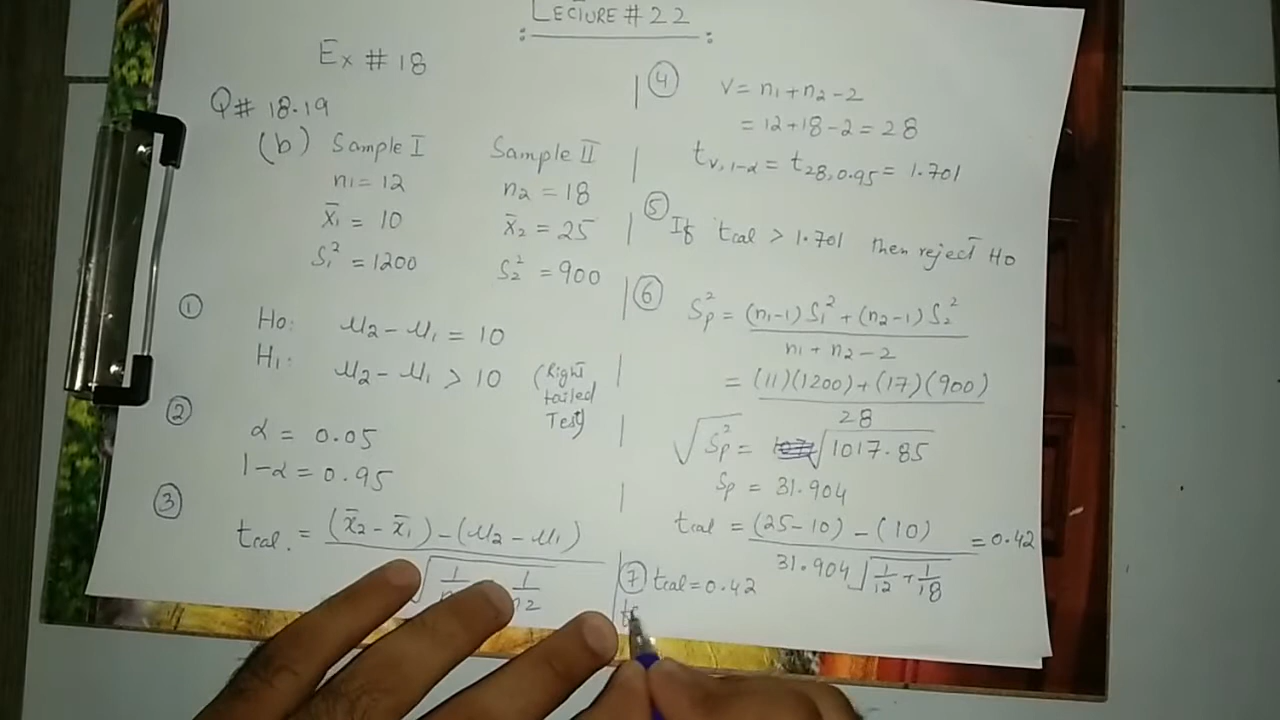 LECTURE # 22
Ex # 18
Q# 18.19
(b) Sample I Sample II
n1 = 12 n2 = 18
x̄1 = 10 x̄2 = 25
S1² = 1200 S2² = 900
① H0: μ2 - μ1 = 10
H1: μ2 - μ1 > 10 (Right
tailed
Test)
② α = 0.05
1-α = 0.95
③ tcal. = (x̄2 - x̄1) - (μ2 - μ1)
1 1
n2
④ v = n1 + n2 - 2
= 12 + 18 - 2 = 28
tv, 1-α = t28, 0.95 = 1.701
⑤ If tcal > 1.701 then reject H0
⑥ Sp² = (n1-1) S1² + (n2-1) S2²
n1 + n2 - 2
= (11)(1200) + (17)(900)
28
√Sp² = √1017.85
Sp = 31.904
tcal = (25-10) - (10) = 0.42
31.904 √1/12 + 1/18
⑦ tcal = 0.42